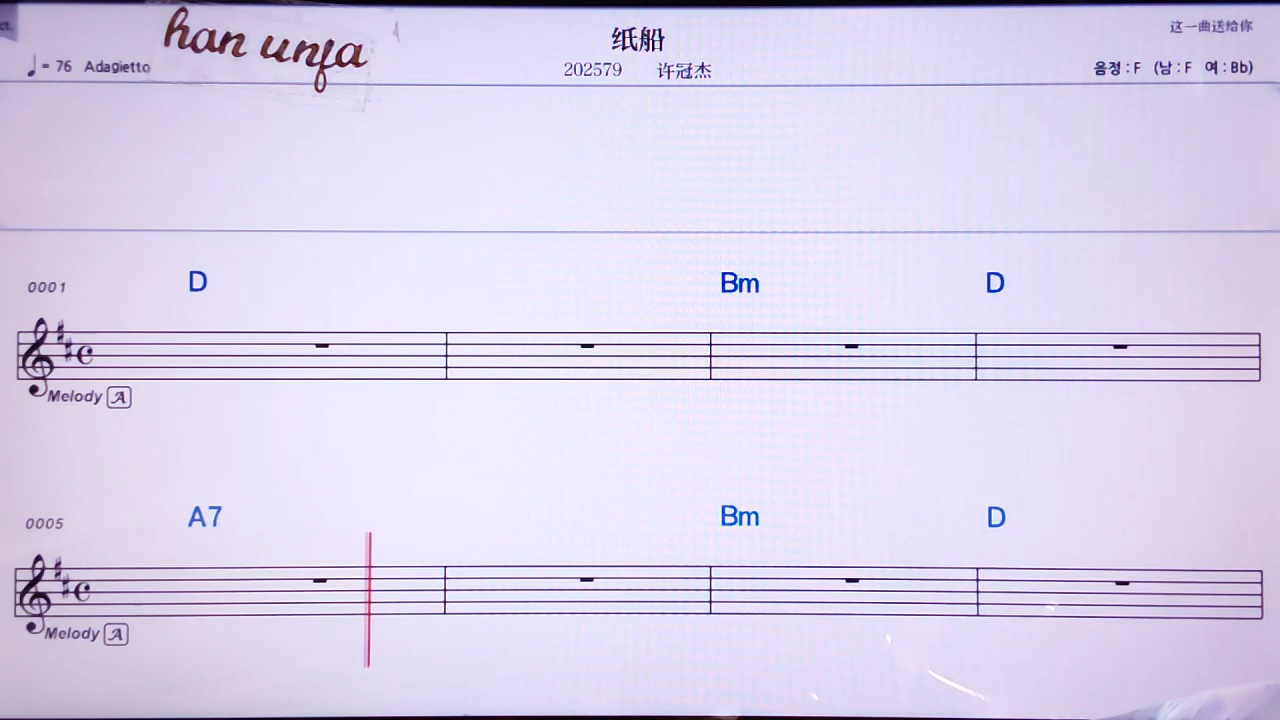 han unfa
纸船
这一曲送给你
= 76 Adagietto
202579 许冠杰
음정 : F (남 : F 여 : Bb)
0001 D Bm D
Melody A
0005 A7 Bm D
Melody A